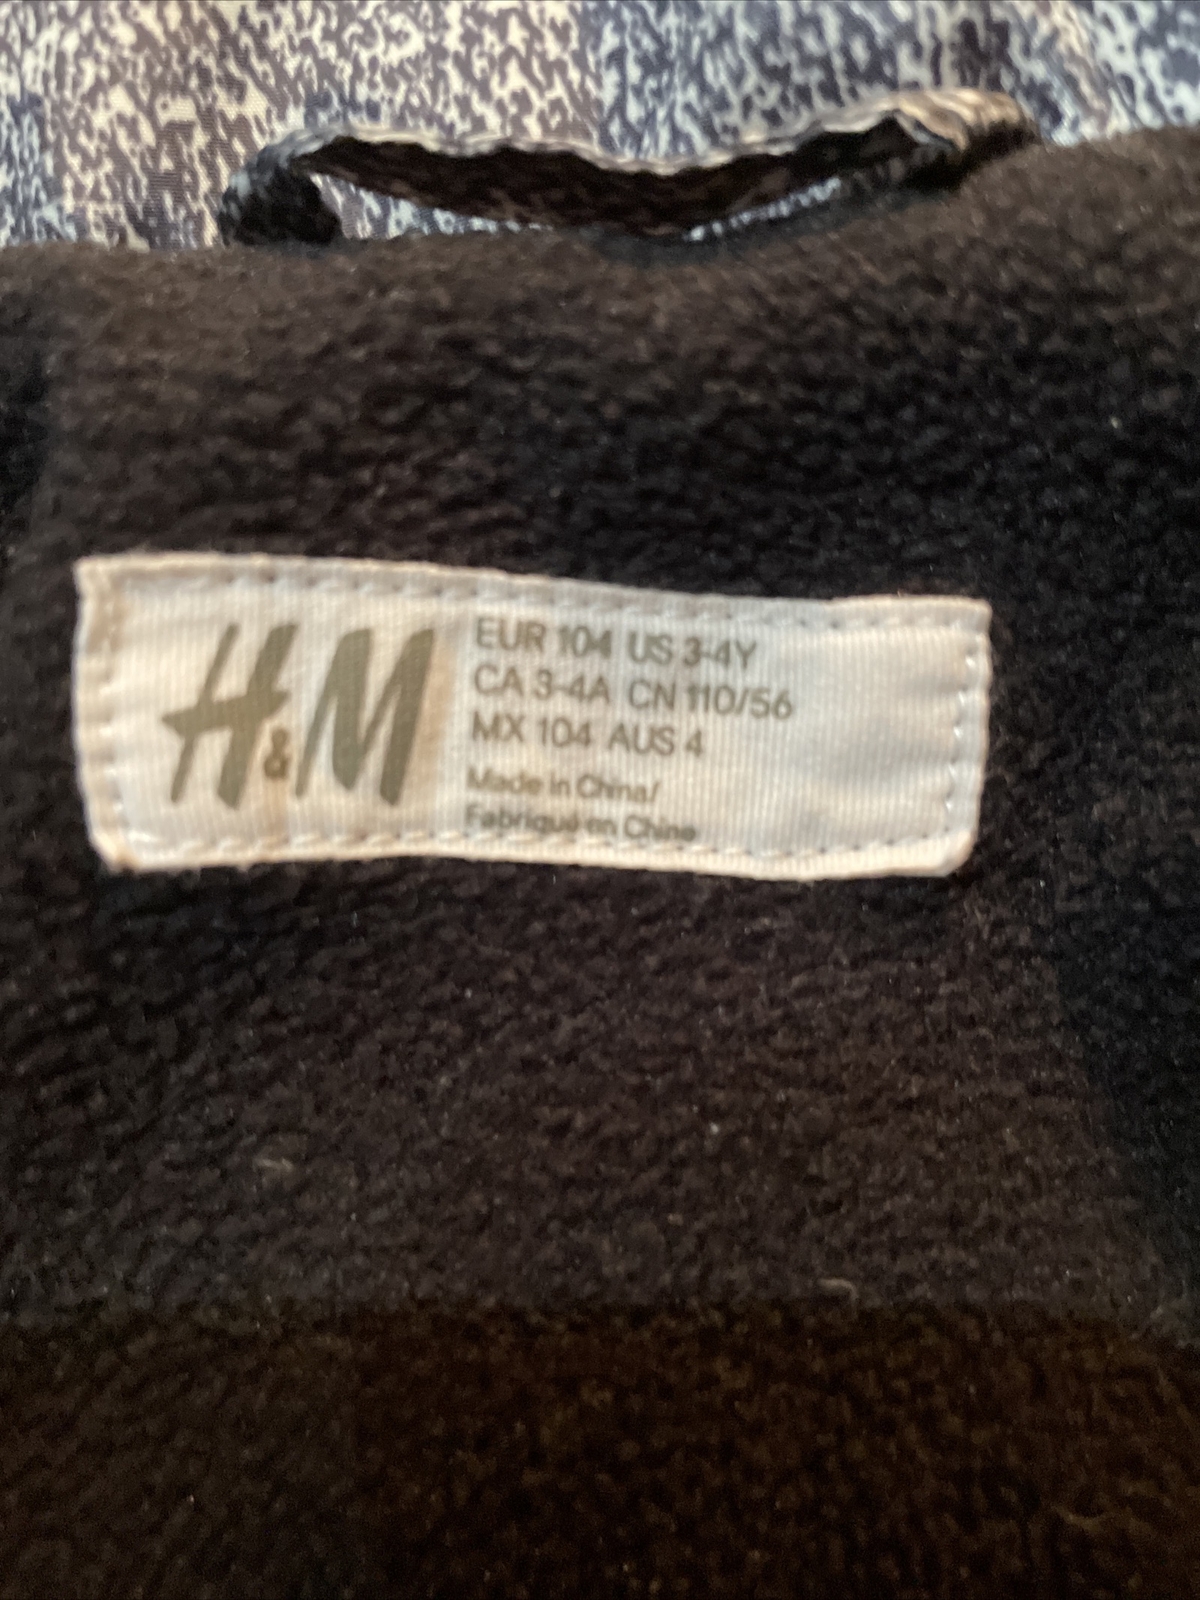 H&M
EUR 104 US 3-4Y
CA 3-4A CN 110/56
MX 104 AUS 4
Made in China/
Fabriqué en Chine